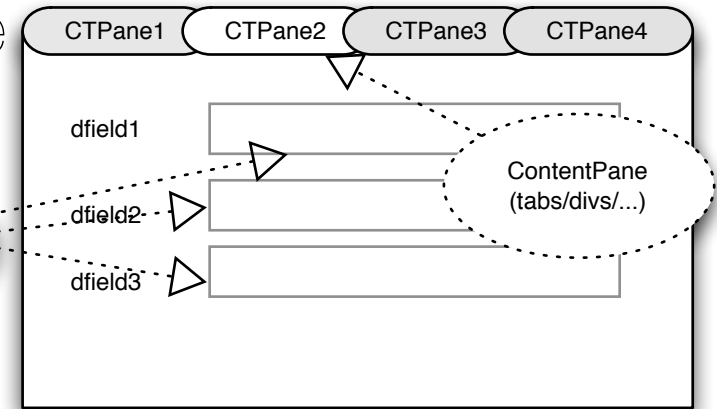 e
CTPane1 CTPane2 CTPane3 CTPane4
dfield1
ContentPane
(tabs/divs/...)
dfield2
dfield3